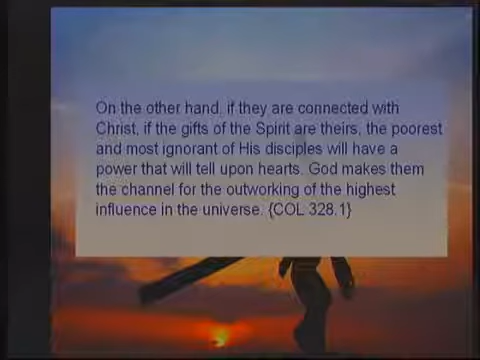 On the other hand, if they are connected with
Christ, if the gifts of the Spirit are theirs, the poorest
and most ignorant of His disciples will have a
power that will tell upon hearts. God makes them
the channel for the outworking of the highest
influence in the universe. {COL 328.1}